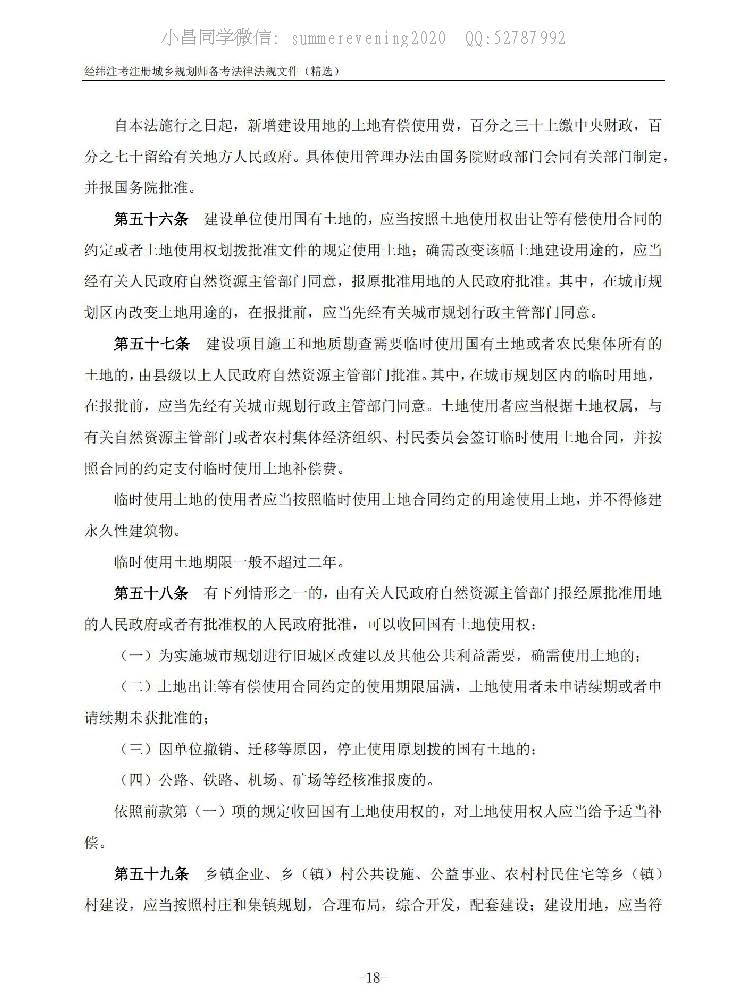 小昌同学微信: summerevening2020 QQ:52787992
经纬注考注册城乡规划师备考法律法规文件（精选）
自本法施行之日起，新增建设用地的土地有偿使用费，百分之三十上缴中央财政，百
分之七十留给有关地方人民政府。具体使用管理办法由国务院财政部门会同有关部门制定，
并报国务院批准。
第五十六条 建设单位使用国有土地的，应当按照土地使用权出让等有偿使用合同的
约定或者土地使用权划拨批准文件的规定使用土地；确需改变该幅土地建设用途的，应当
经有关人民政府自然资源主管部门同意，报原批准用地的人民政府批准。其中，在城市规
划区内改变土地用途的，在报批前，应当先经有关城市规划行政主管部门同意。
第五十七条 建设项目施工和地质勘查需要临时使用国有土地或者农民集体所有的
土地的，由县级以上人民政府自然资源主管部门批准。其中，在城市规划区内的临时用地，
在报批前，应当先经有关城市规划行政主管部门同意。土地使用者应当根据土地权属，与
有关自然资源主管部门或者农村集体经济组织、村民委员会签订临时使用土地合同，并按
照合同的约定支付临时使用土地补偿费。
临时使用土地的使用者应当按照临时使用土地合同约定的用途使用土地，并不得修建
永久性建筑物。
临时使用土地期限一般不超过二年。
第五十八条 有下列情形之一的，由有关人民政府自然资源主管部门报经原批准用地
的人民政府或者有批准权的人民政府批准，可以收回国有土地使用权：
（一）为实施城市规划进行旧城区改建以及其他公共利益需要，确需使用土地的；
（二）土地出让等有偿使用合同约定的使用期限届满，土地使用者未申请续期或者申
请续期未获批准的；
（三）因单位撤销、迁移等原因，停止使用原划拨的国有土地的；
（四）公路、铁路、机场、矿场等经核准报废的。
依照前款第（一）项的规定收回国有土地使用权的，对土地使用权人应当给予适当补
偿。
第五十九条 乡镇企业、乡（镇）村公共设施、公益事业、农村村民住宅等乡（镇）
村建设，应当按照村庄和集镇规划，合理布局，综合开发，配套建设；建设用地，应当符
-18-